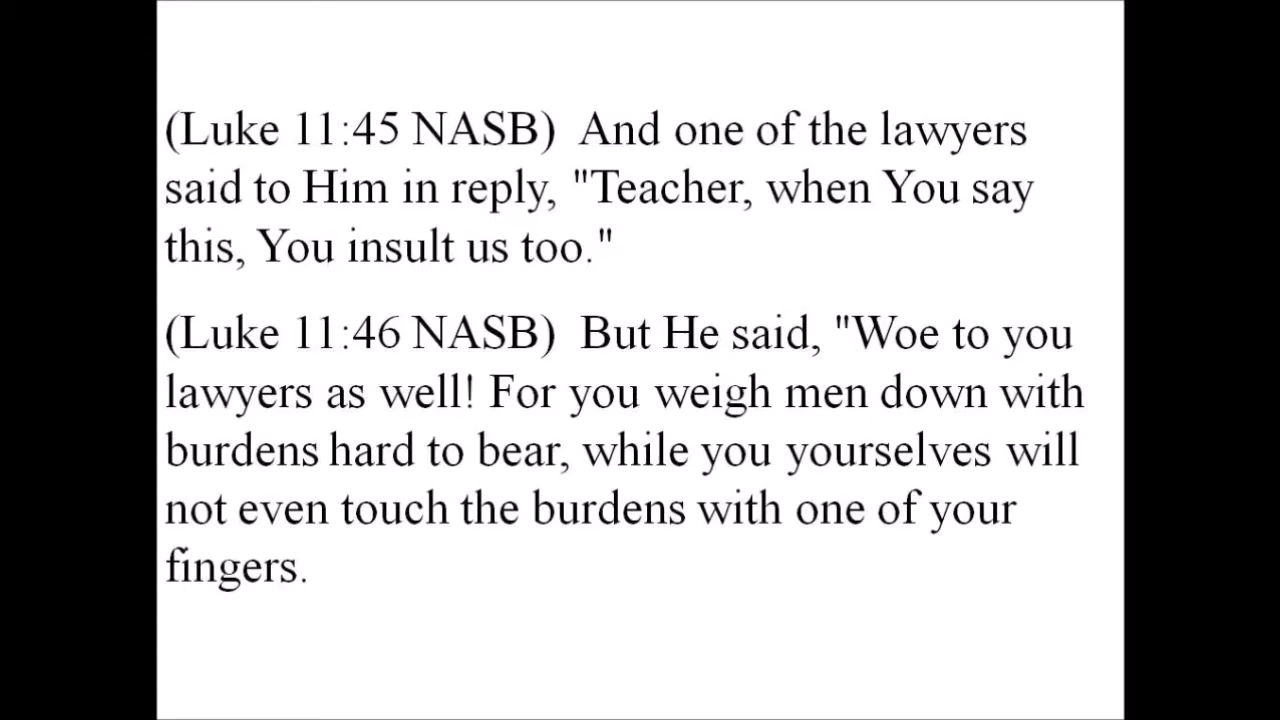 (Luke 11:45 NASB)  And one of the lawyers
said to Him in reply, "Teacher, when You say
this, You insult us too."
(Luke 11:46 NASB)  But He said, "Woe to you
lawyers as well! For you weigh men down with
burdens hard to bear, while you yourselves will
not even touch the burdens with one of your
fingers.